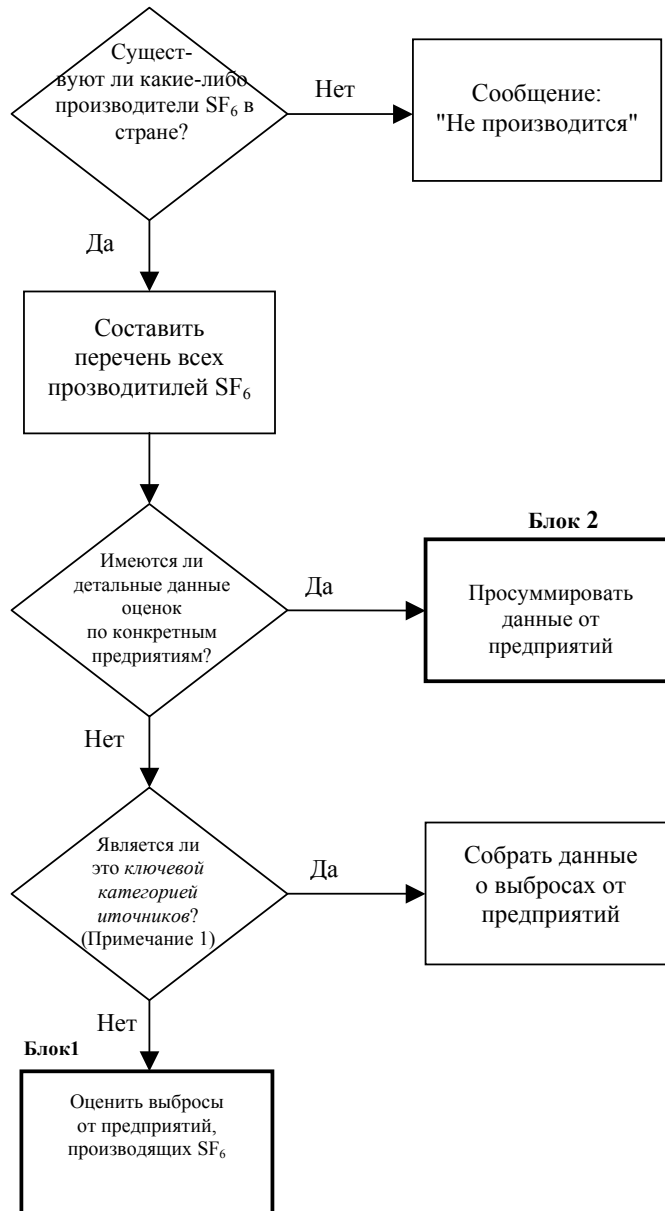 Сущест-
вуют ли какие-либо
производители SF₆ в
стране?
Нет
Сообщение:
"Не производится"
Да
Составить
перечень всех
прозводитилей SF₆
Блок 2
Имеются ли
детальные данные
оценок
по конкретным
предриятиям?
Да
Просуммировать
данные от
предприятий
Нет
Является ли
это ключевой
категорией
иточников?
(Примечание 1)
Да
Собрать данные
о выбросах от
предприятий
Нет
Блок1
Оценить выбросы
от предприятий,
производящих SF₆